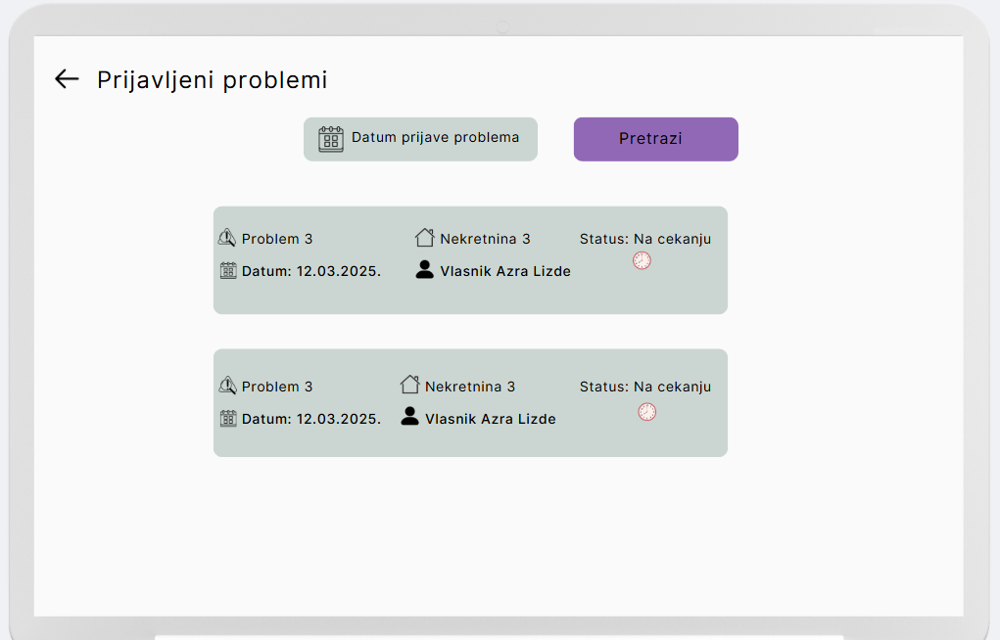 Prijavljeni problemi
Datum prijave problema
Pretrazi
Problem 3
Nekretnina 3
Status: Na cekanju
Datum: 12.03.2025.
Vlasnik Azra Lizde
Problem 3
Nekretnina 3
Status: Na cekanju
Datum: 12.03.2025.
Vlasnik Azra Lizde